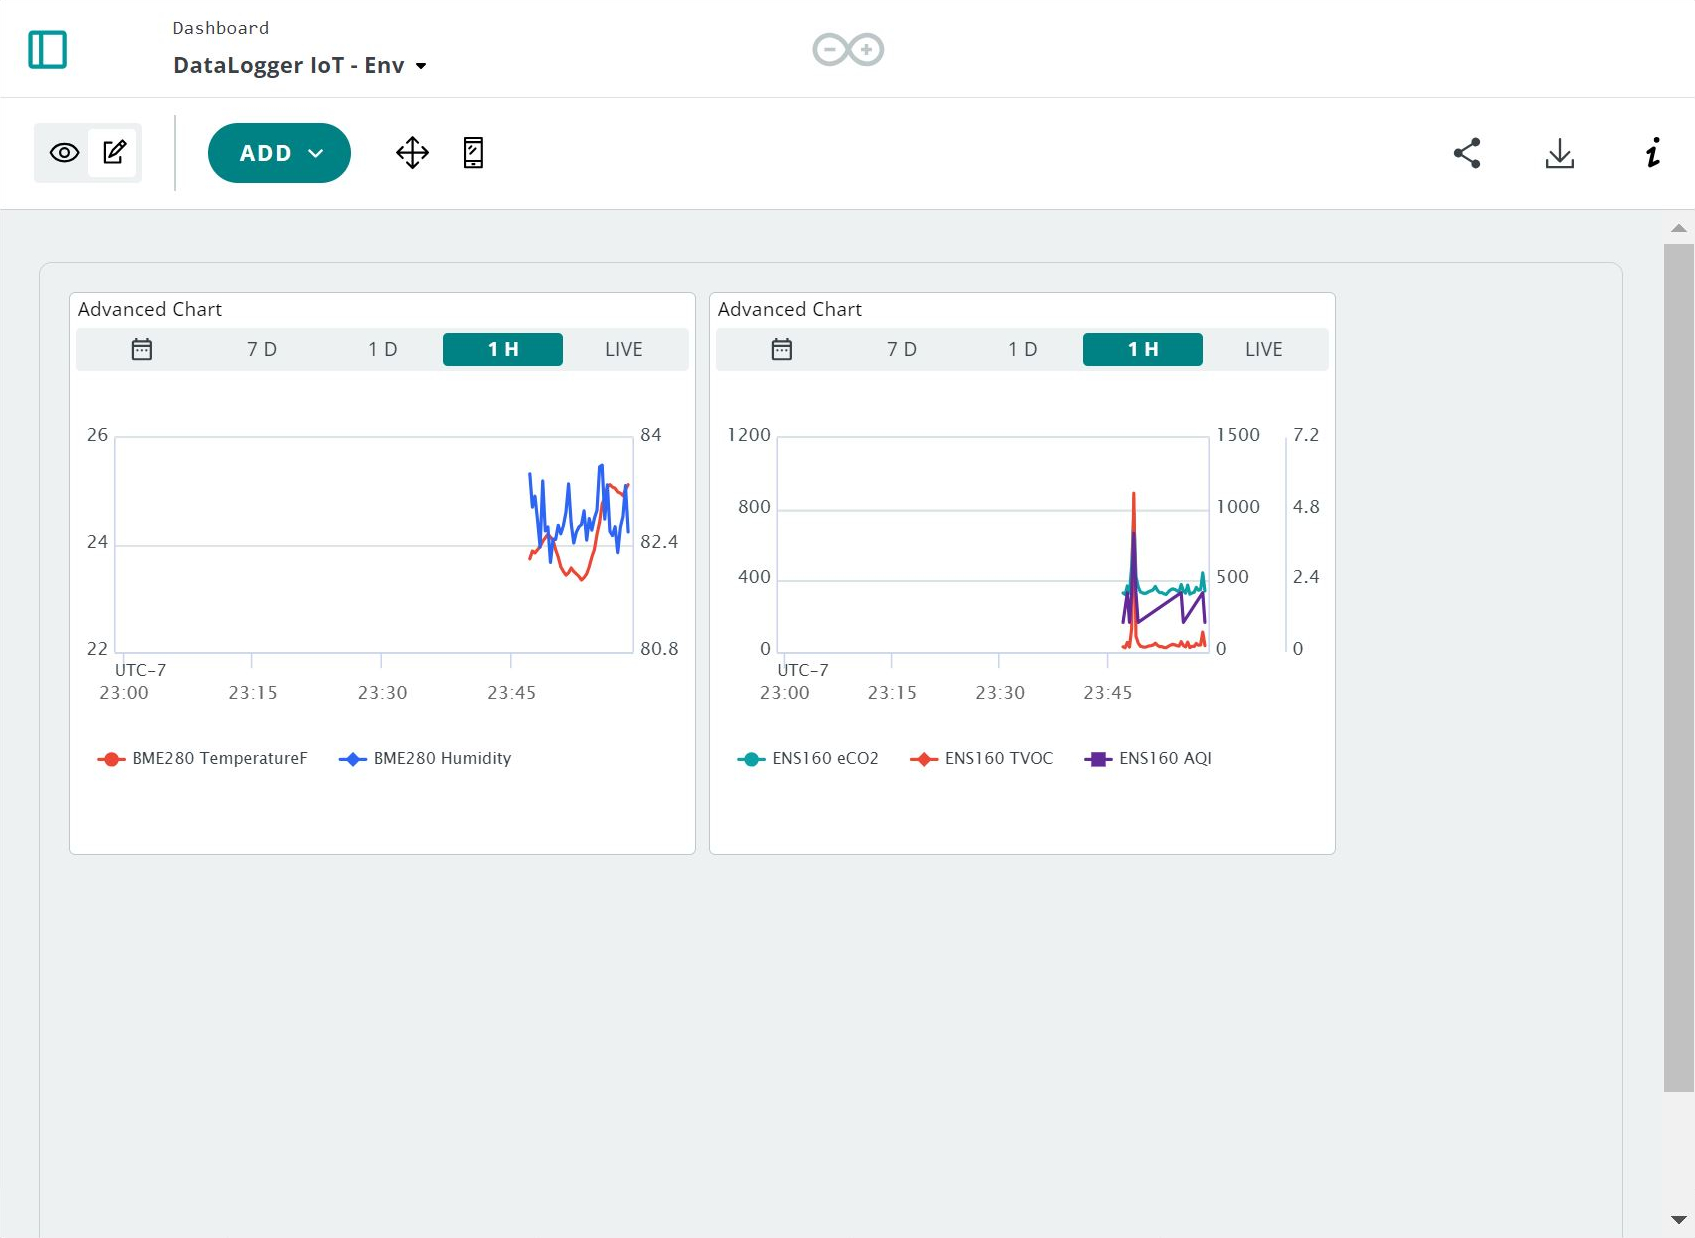 Dashboard
DataLogger IoT - Env
ADD
Advanced Chart
7 D 1 D 1 H LIVE
26 84
24 82.4
22 80.8
UTC-7
23:00 23:15 23:30 23:45
BME280 TemperatureF BME280 Humidity
Advanced Chart
7 D 1 D 1 H LIVE
1200 1500 7.2
800 1000 4.8
400 500 2.4
0 0 0
UTC-7
23:00 23:15 23:30 23:45
ENS160 eCO2 ENS160 TVOC ENS160 AQI